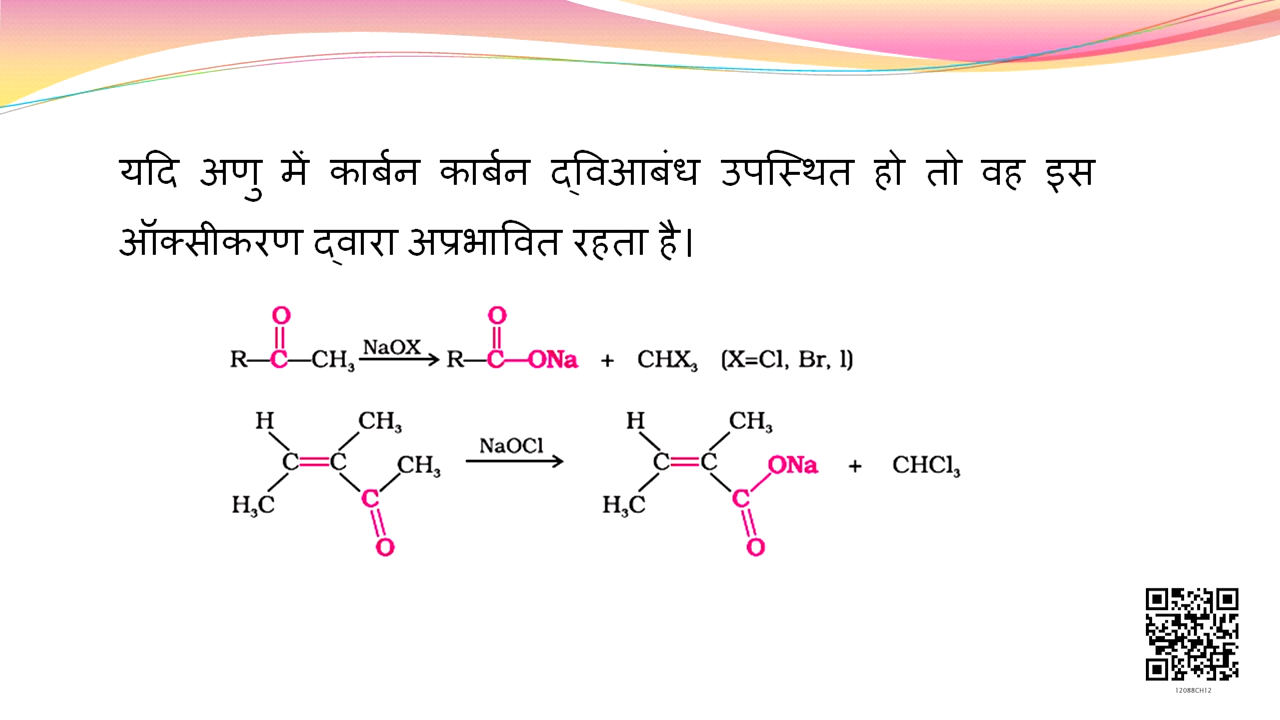 यदि अणु में कार्बन कार्बन द्विआबंध उपस्थित हो तो वह इस
ऑक्सीकरण द्वारा अप्रभावित रहता है।
O
R—C—CH₃ NaOX R—C—ONa + CHX₃ (X=Cl, Br, l)
O
H CH₃ NaOCl H CH₃
C=C CH₃ C=C ONa + CHCl₃
H₃C C H₃C C
O O
12088CH12